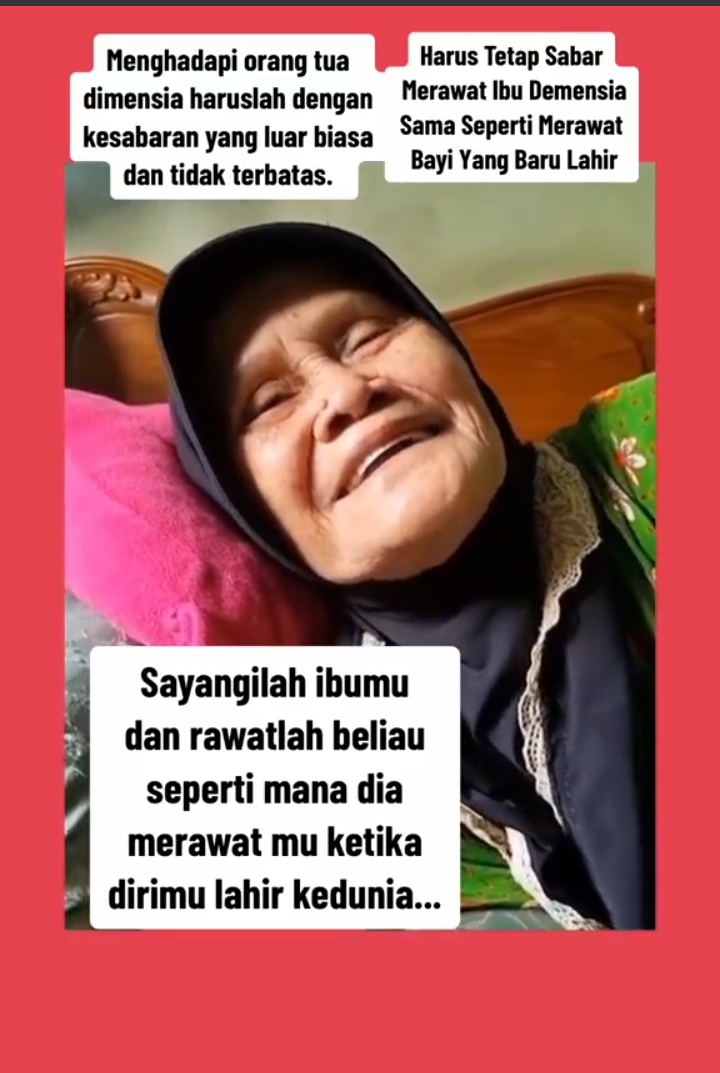 Menghadapi orang tua
dimensia haruslah dengan
kesabaran yang luar biasa
dan tidak terbatas.
Harus Tetap Sabar
Merawat Ibu Demensia
Sama Seperti Merawat
Bayi Yang Baru Lahir
Sayangilah ibumu
dan rawatlah beliau
seperti mana dia
merawat mu ketika
dirimu lahir kedunia...